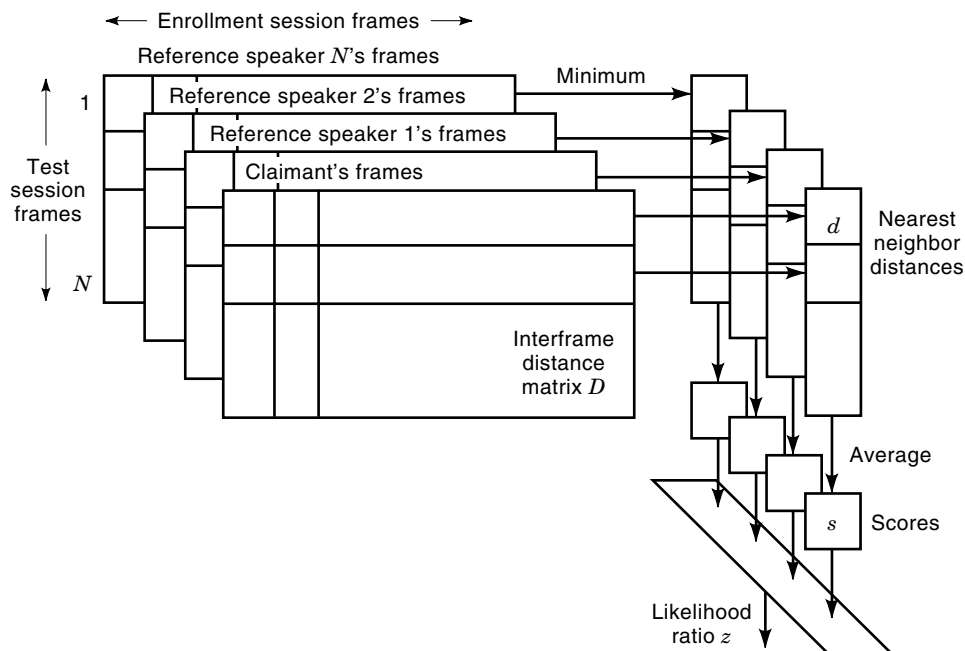 Enrollment session frames
Reference speaker N's frames
Minimum
1
Reference speaker 2's frames
Reference speaker 1's frames
Test
session
frames
Claimant's frames
d
Nearest
neighbor
distances
N
Interframe
distance
matrix D
Average
s
Scores
Likelihood
ratio z